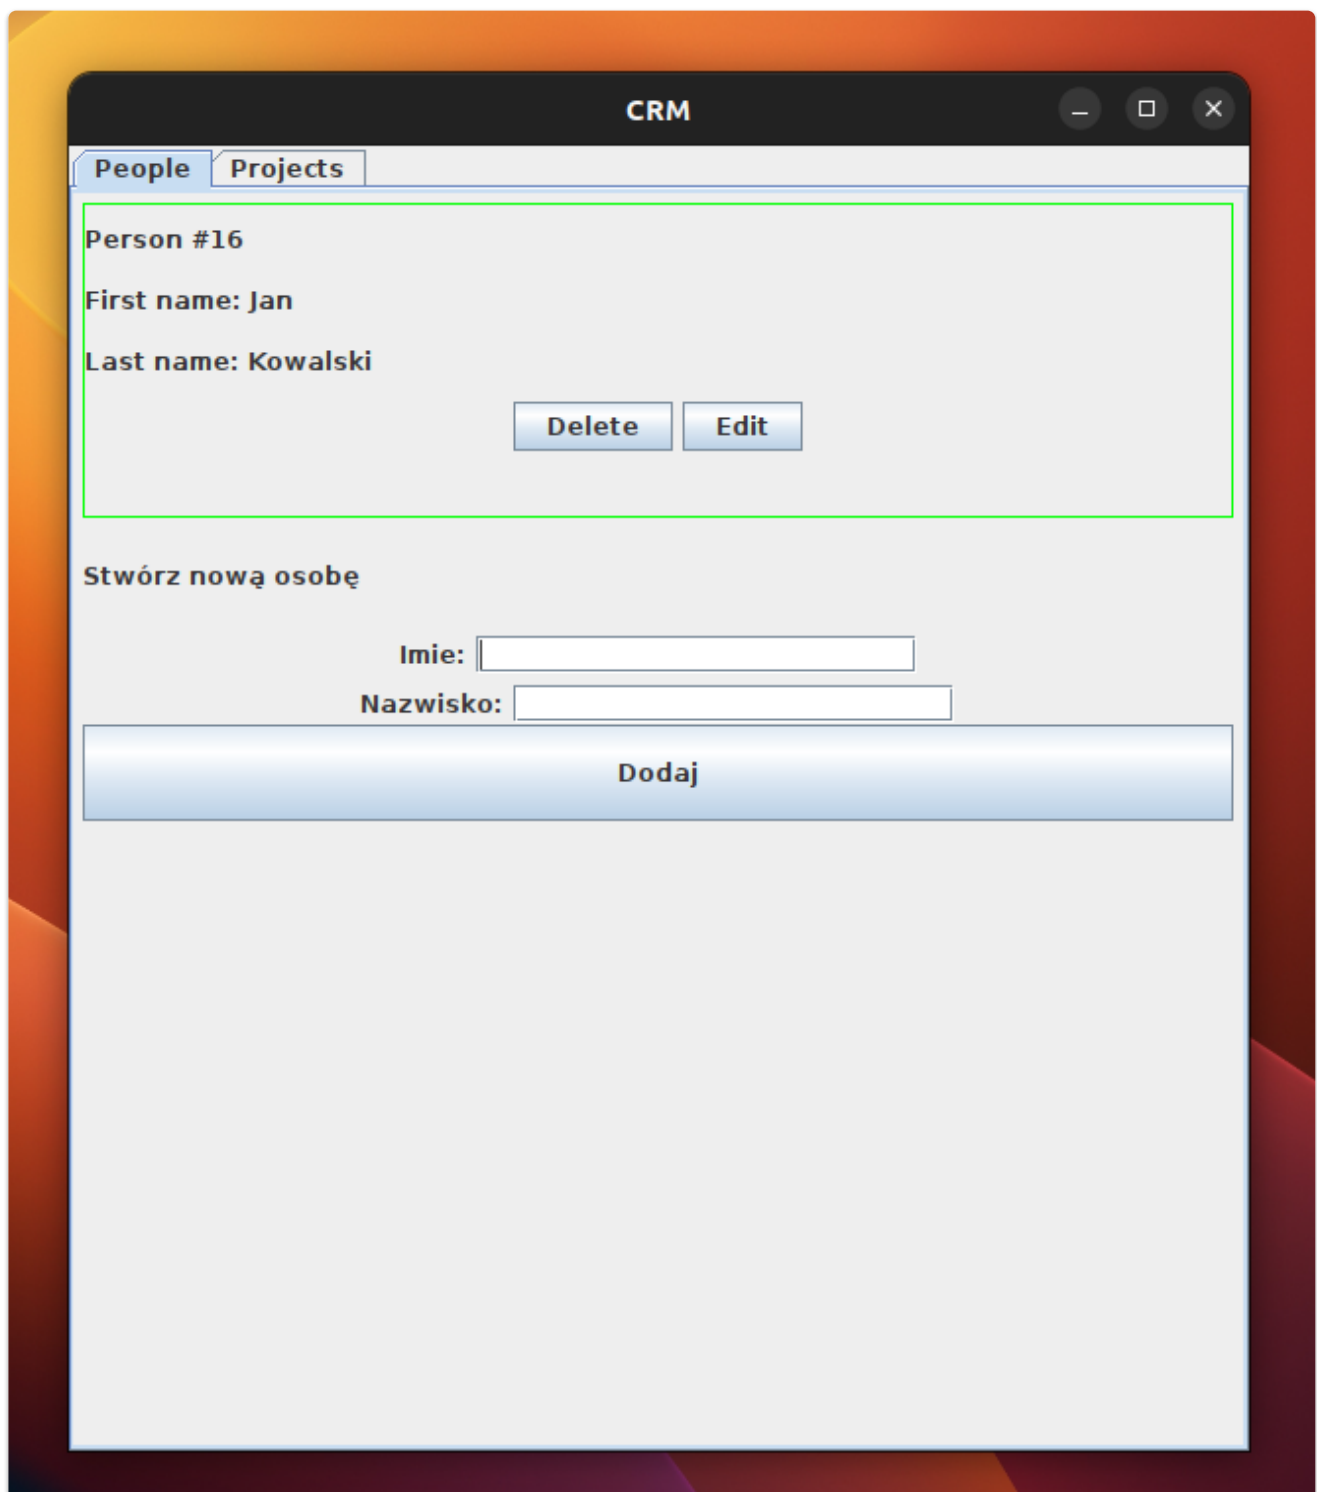 CRM
People Projects
Person #16
First name: Jan
Last name: Kowalski
Delete Edit
Stwórz nową osobę
Imie:
Nazwisko:
Dodaj